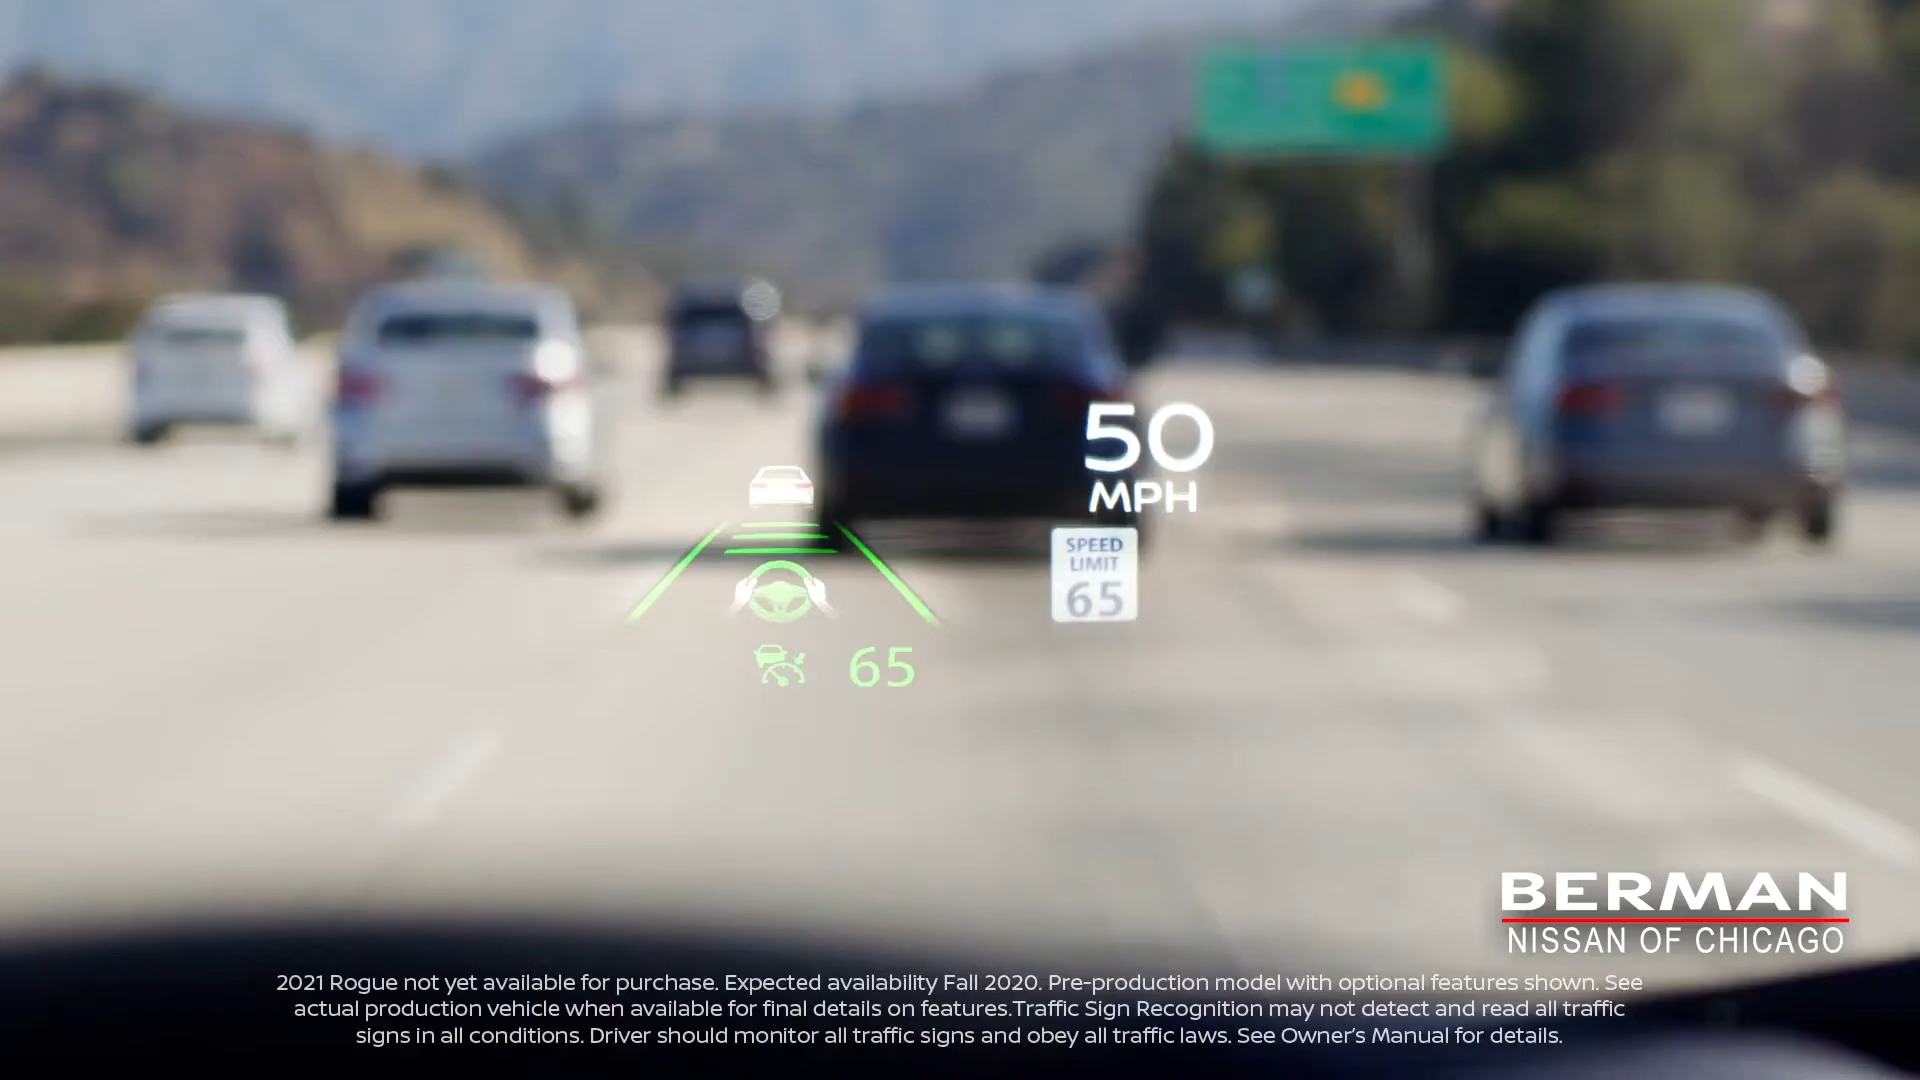 50
MPH
SPEED
LIMIT
65
65
BERMAN
NISSAN OF CHICAGO
2021 Rogue not yet available for purchase. Expected availability Fall 2020. Pre-production model with optional features shown. See
actual production vehicle when available for final details on features.Traffic Sign Recognition may not detect and read all traffic
signs in all conditions. Driver should monitor all traffic signs and obey all traffic laws. See Owner's Manual for details.